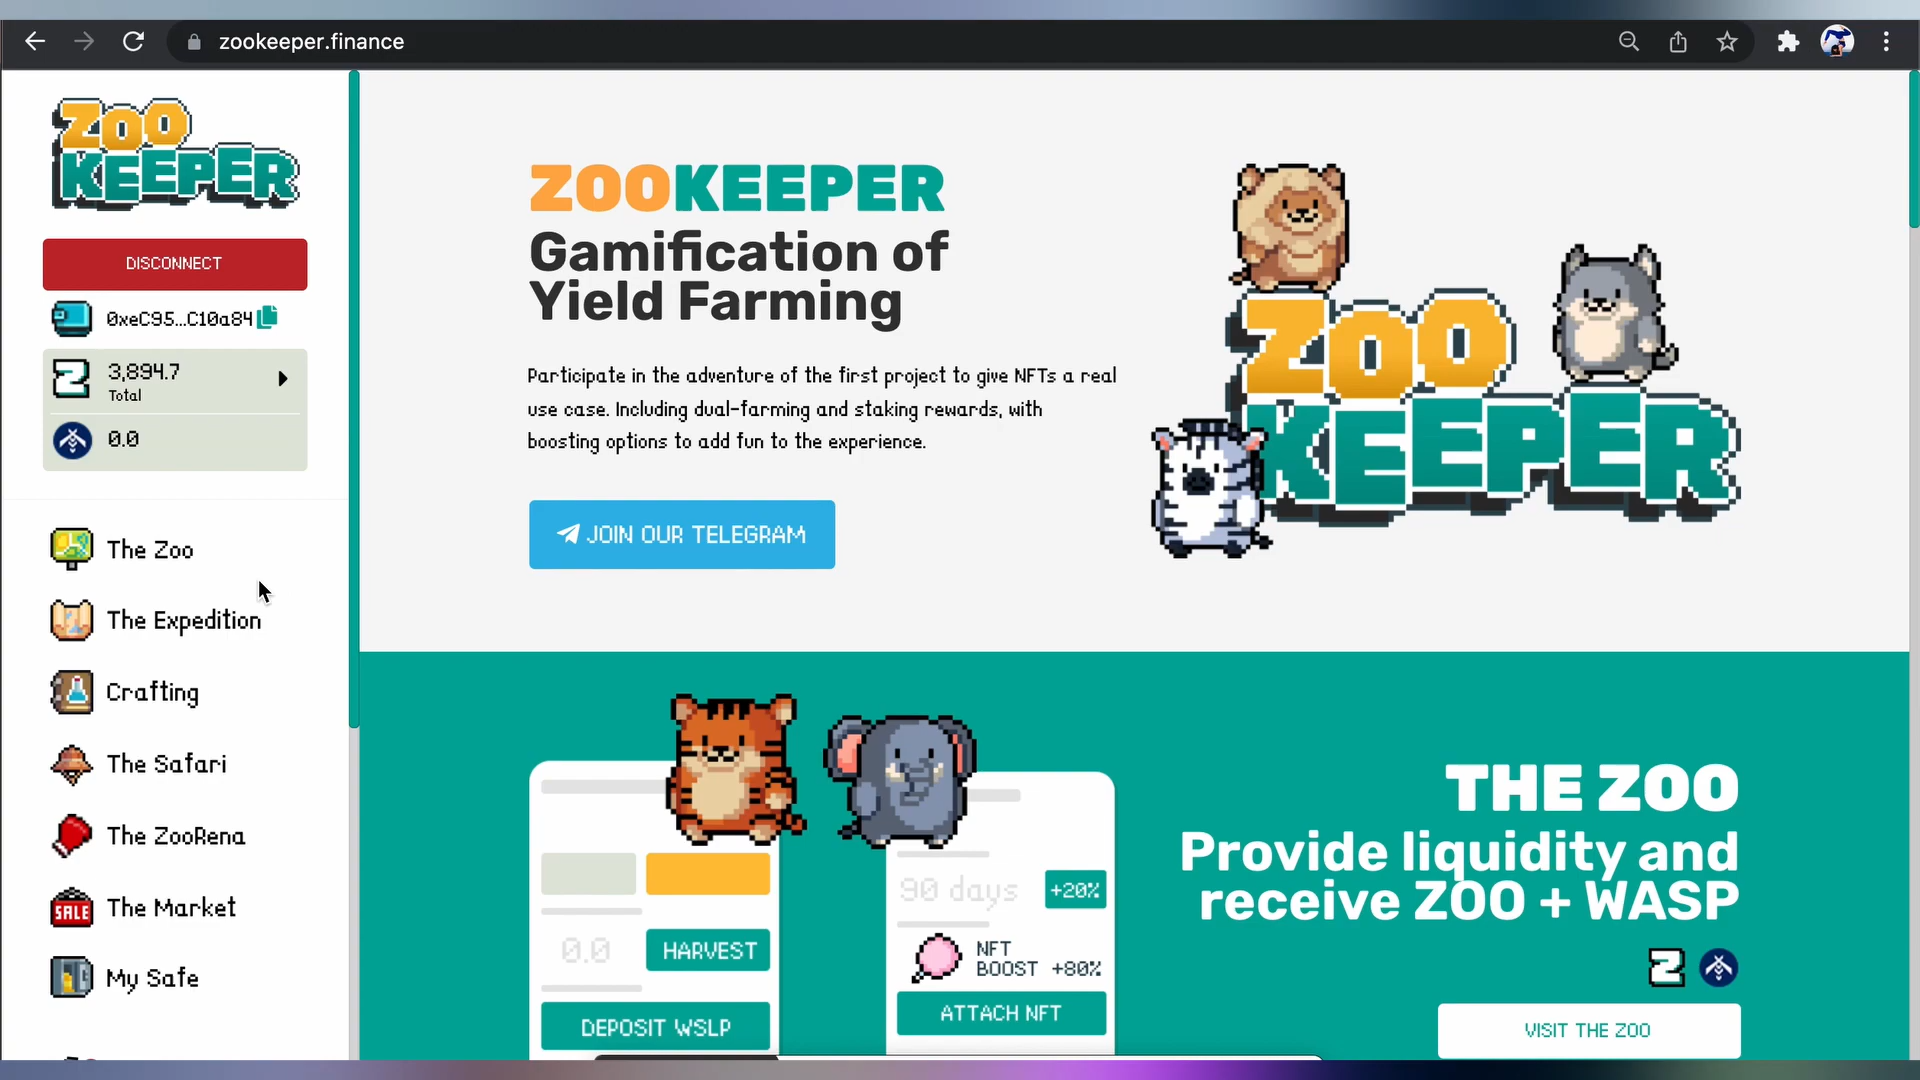 zookeeper.finance
ZOO
KEEPER
DISCONNECT
0xeC95...C10a84
3,894.7
Total
0.0
The Zoo
The Expedition
Crafting
The Safari
The ZooRena
SALE
The Market
My Safe
ZOOKEEPER
Gamification of
Yield Farming
Participate in the adventure of the first project to give NFTs a real
use case. Including dual-farming and staking rewards, with
boosting options to add fun to the experience.
JOIN OUR TELEGRAM
ZOO
KEEPER
0.0
HARVEST
DEPOSIT WSLP
90 days
+20%
NFT
BOOST +80%
ATTACH NFT
THE ZOO
Provide liquidity and
receive ZOO + WASP
VISIT THE ZOO